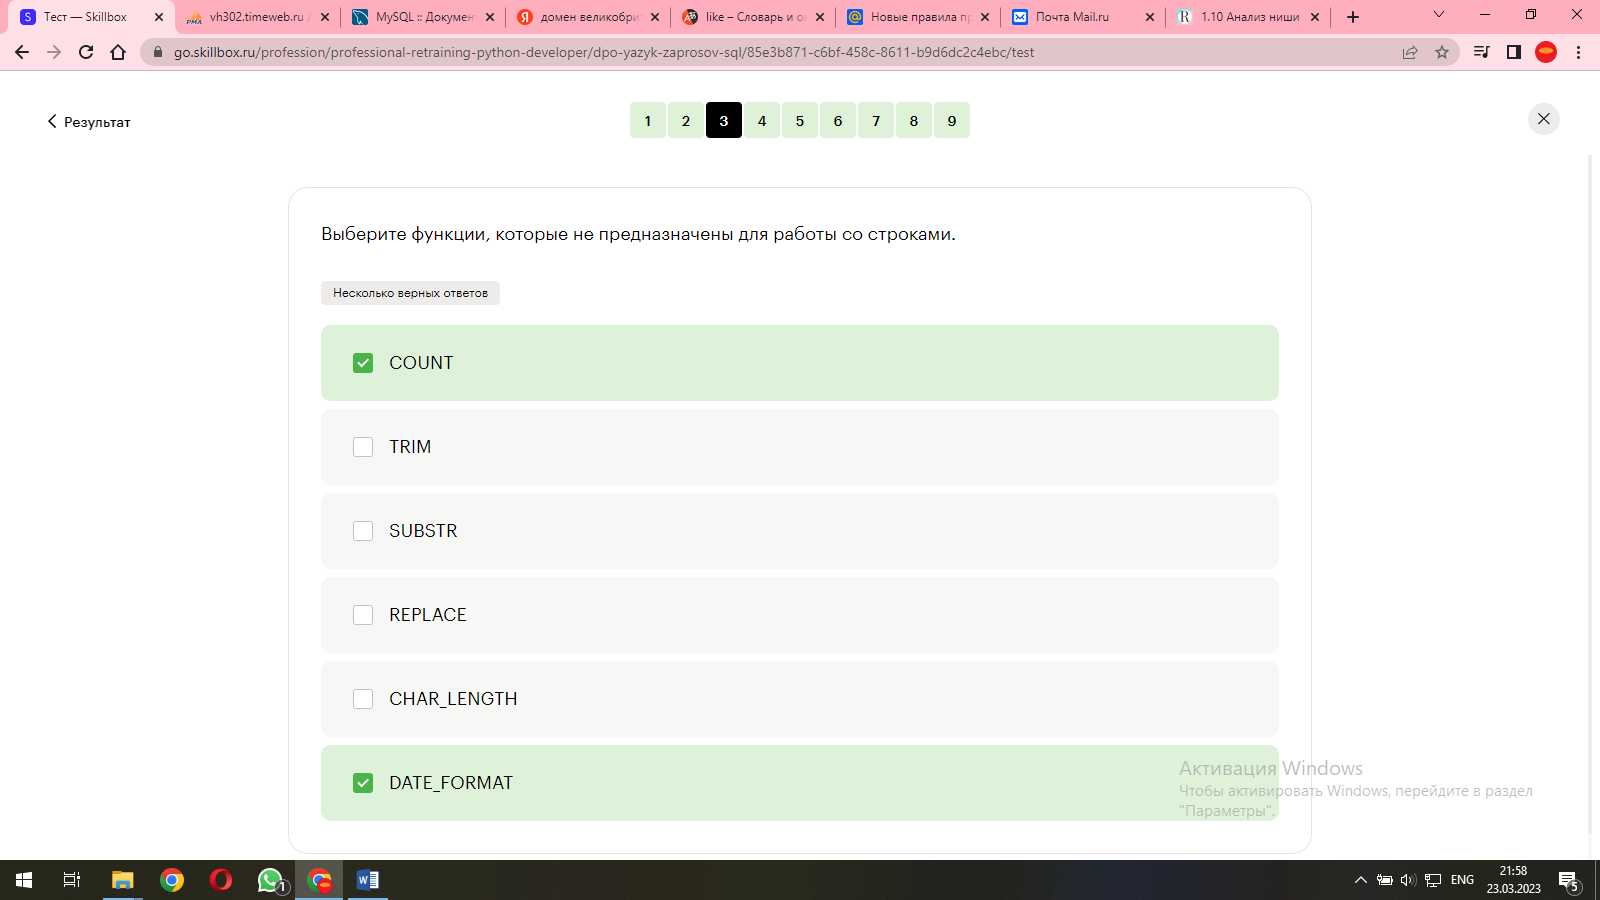 Тест — Skillbox
vh302.timeweb.ru /
MySQL :: Докумен
домен великобри
like – Словарь и о
Новые правила п
Почта Mail.ru
1.10 Анализ ниши
go.skillbox.ru/profession/professional-retraining-python-developer/dpo-yazyk-zaprosov-sql/85e3b871-c6bf-458c-8611-b9d6dc2c4ebc/test
Результат
1 2 3 4 5 6 7 8 9
Выберите функции, которые не предназначены для работы со строками.
Несколько верных ответов
COUNT
TRIM
SUBSTR
REPLACE
CHAR_LENGTH
DATE_FORMAT
Активация Windows
Чтобы активировать Windows, перейдите в раздел
"Параметры".
1
W
ENG
21:58
23.03.2023
5